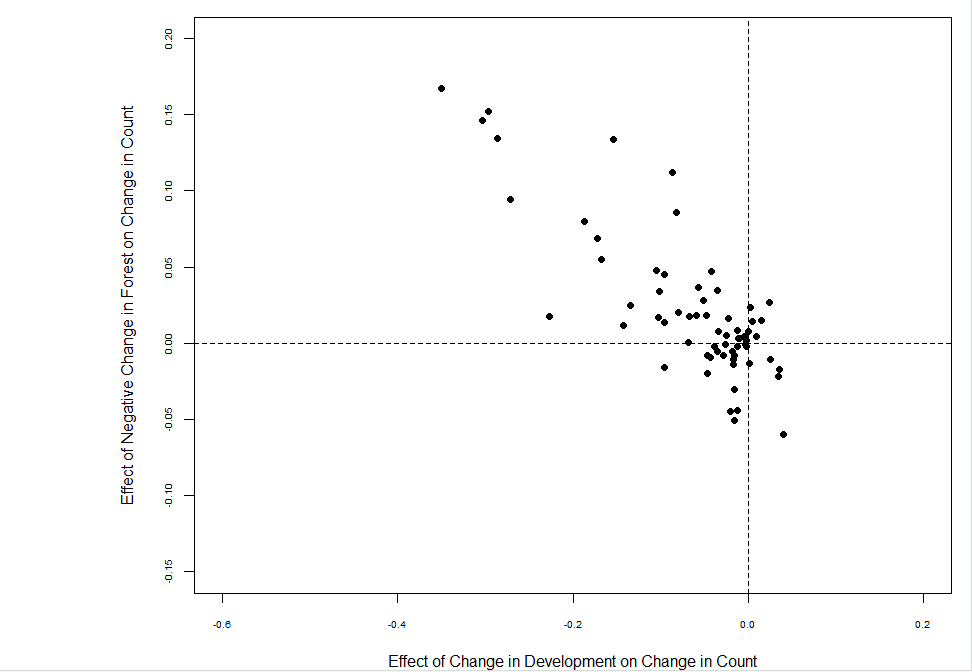 Effect of Negative Change in Forest on Change in Count
0.20
0.15
0.10
0.05
0.00
-0.05
-0.10
-0.15
-0.6 -0.4 -0.2 0.0 0.2
Effect of Change in Development on Change in Count